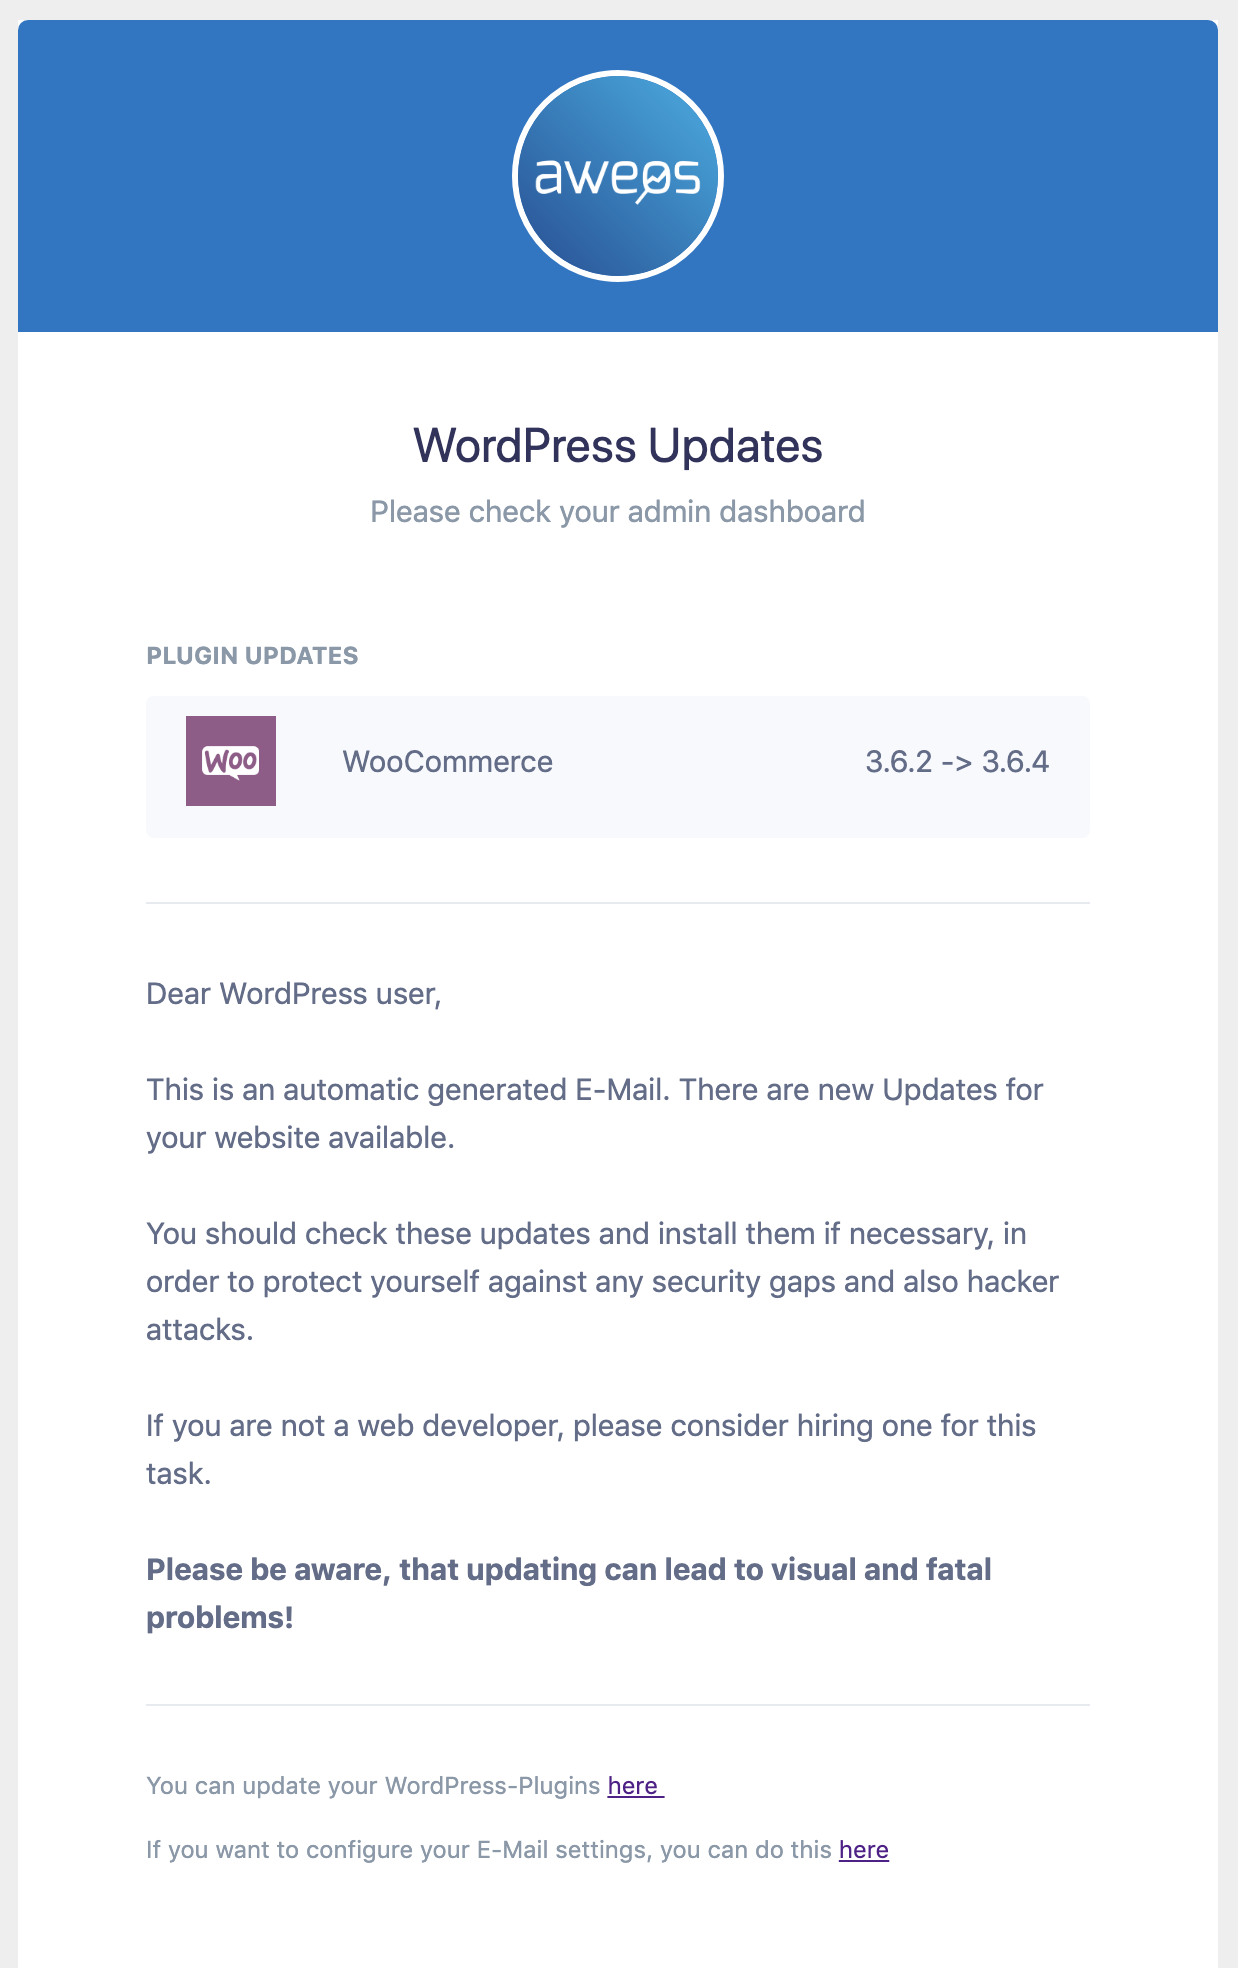 aweos
WordPress Updates
Please check your admin dashboard
PLUGIN UPDATES
Woo
WooCommerce 3.6.2 -> 3.6.4
Dear WordPress user,
This is an automatic generated E-Mail. There are new Updates for
your website available.
You should check these updates and install them if necessary, in
order to protect yourself against any security gaps and also hacker
attacks.
If you are not a web developer, please consider hiring one for this
task.
Please be aware, that updating can lead to visual and fatal
problems!
You can update your WordPress-Plugins here
If you want to configure your E-Mail settings, you can do this here